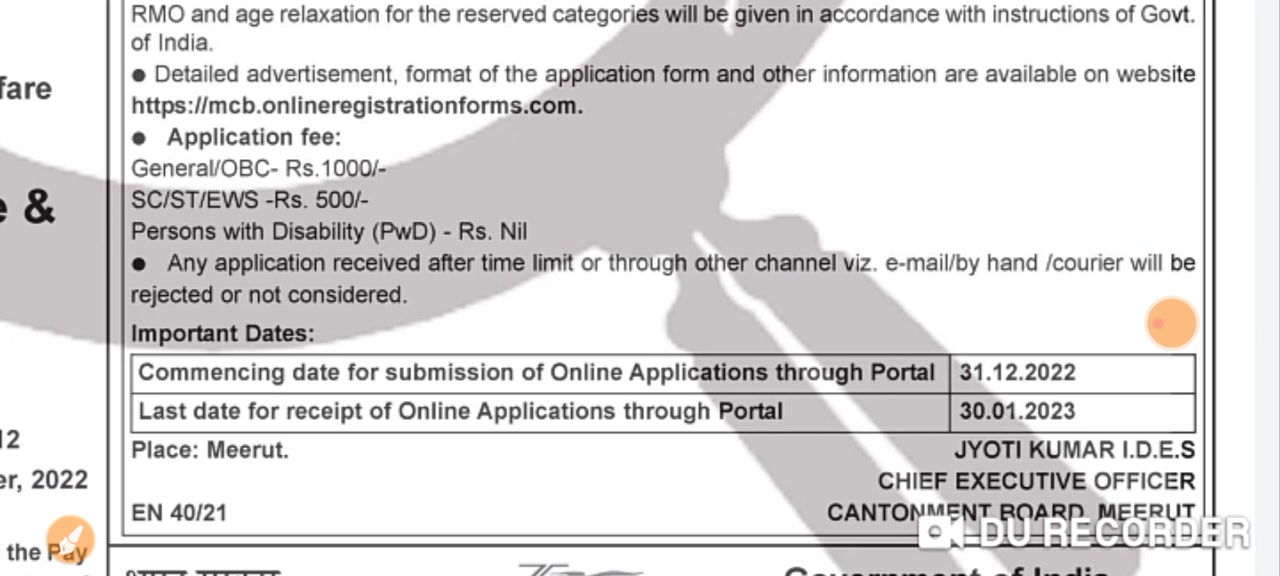 RMO and age relaxation for the reserved categories will be given in accordance with instructions of Govt.
of India.
● Detailed advertisement, format of the application form and other information are available on website
https://mcb.onlineregistrationforms.com.
● Application fee:
General/OBC- Rs.1000/-
SC/ST/EWS -Rs. 500/-
Persons with Disability (PwD) - Rs. Nil
● Any application received after time limit or through other channel viz. e-mail/by hand /courier will be
rejected or not considered.
Important Dates:
Commencing date for submission of Online Applications through Portal 31.12.2022
Last date for receipt of Online Applications through Portal 30.01.2023
Place: Meerut. JYOTI KUMAR I.D.E.S
CHIEF EXECUTIVE OFFICER
EN 40/21 CANTONMENT BOARD, MEERUT
fare
&
12
er, 2022
the Pay
DU RECORDER
Government of India